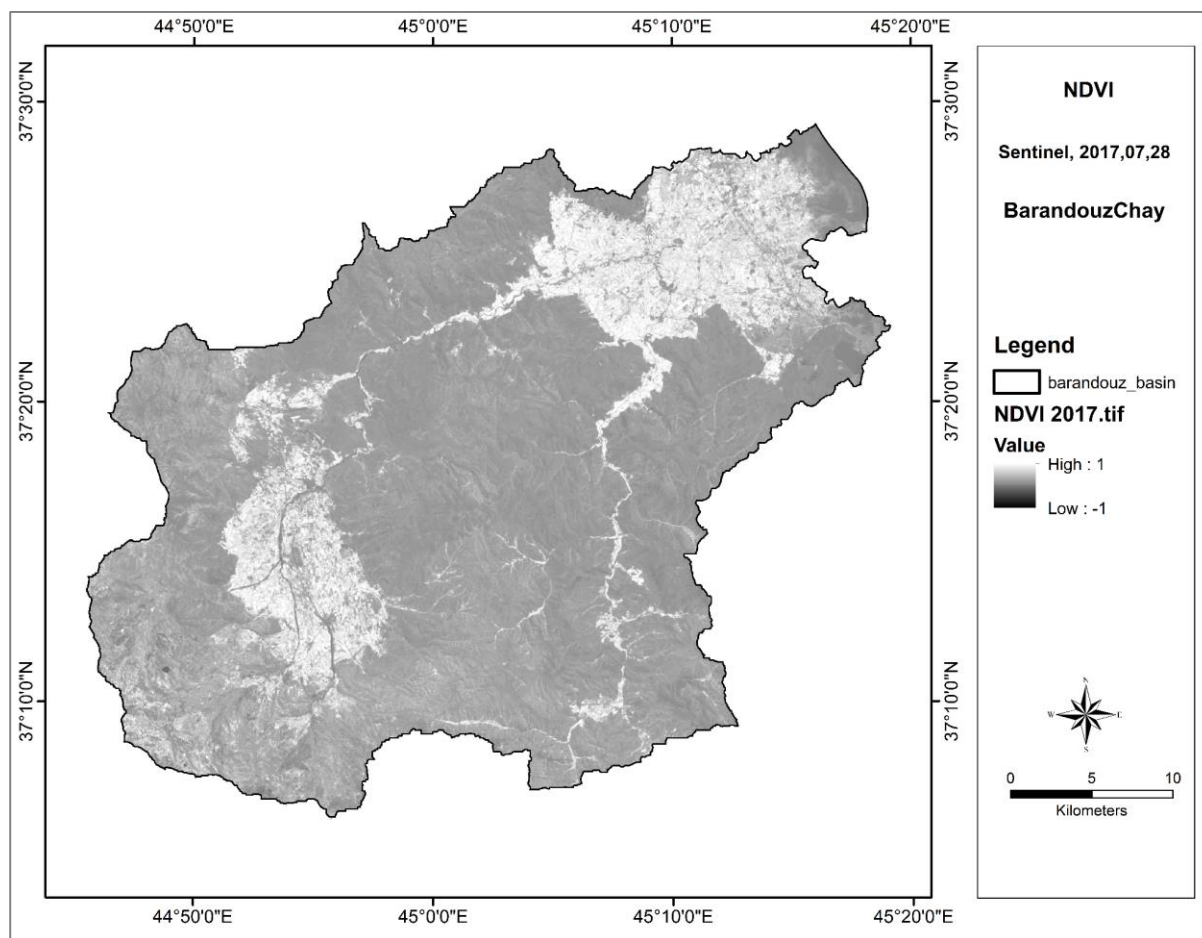 44°50'0"E 45°0'0"E 45°10'0"E 45°20'0"E
37°30'0"N
37°20'0"N
37°10'0"N
37°30'0"N
37°20'0"N
37°10'0"N
44°50'0"E 45°0'0"E 45°10'0"E 45°20'0"E
NDVI
Sentinel, 2017,07,28
BarandouzChay
Legend
barandouz_basin
NDVI 2017.tif
Value
High : 1
Low : -1
N
W E
S
0 5 10
Kilometers